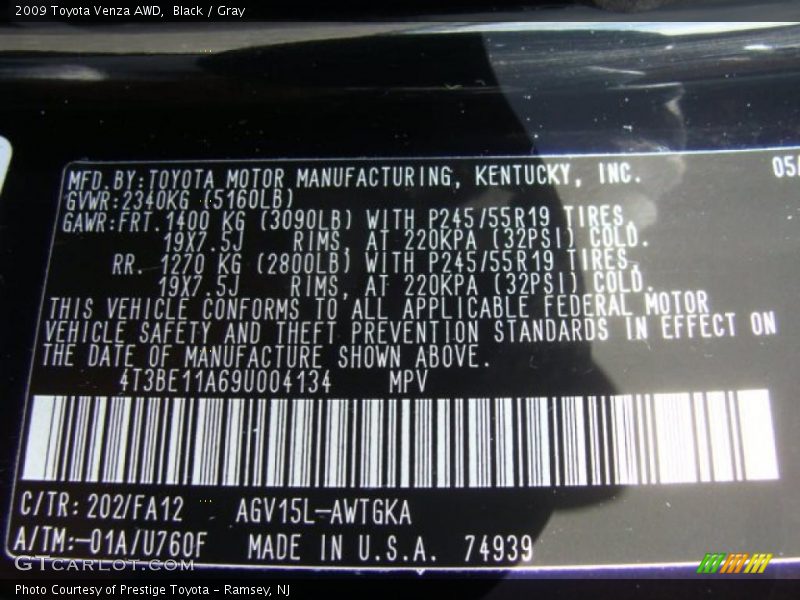 2009 Toyota Venza AWD, Black / Gray
MFD.BY:TOYOTA MOTOR MANUFACTURING, KENTUCKY, INC. 05/
GVWR:2340KG (5160LB)
GAWR:FRT.1400 KG (3090LB) WITH P245/55R19 TIRES,
19X7.5J RIMS, AT 220KPA (32PSI) COLD.
RR. 1270 KG (2800LB) WITH P245/55R19 TIRES,
19X7.5J RIMS, AT 220KPA (32PSI) COLD.
THIS VEHICLE CONFORMS TO ALL APPLICABLE FEDERAL MOTOR
VEHICLE SAFETY AND THEFT PREVENTION STANDARDS IN EFFECT ON
THE DATE OF MANUFACTURE SHOWN ABOVE.
4T3BE11A69U004134 MPV
C/TR:202/FA12 AGV15L-AWTGKA
A/TM:-01A/U760F MADE IN U.S.A. 74939
GTcarlot.com
Photo Courtesy of Prestige Toyota - Ramsey, NJ